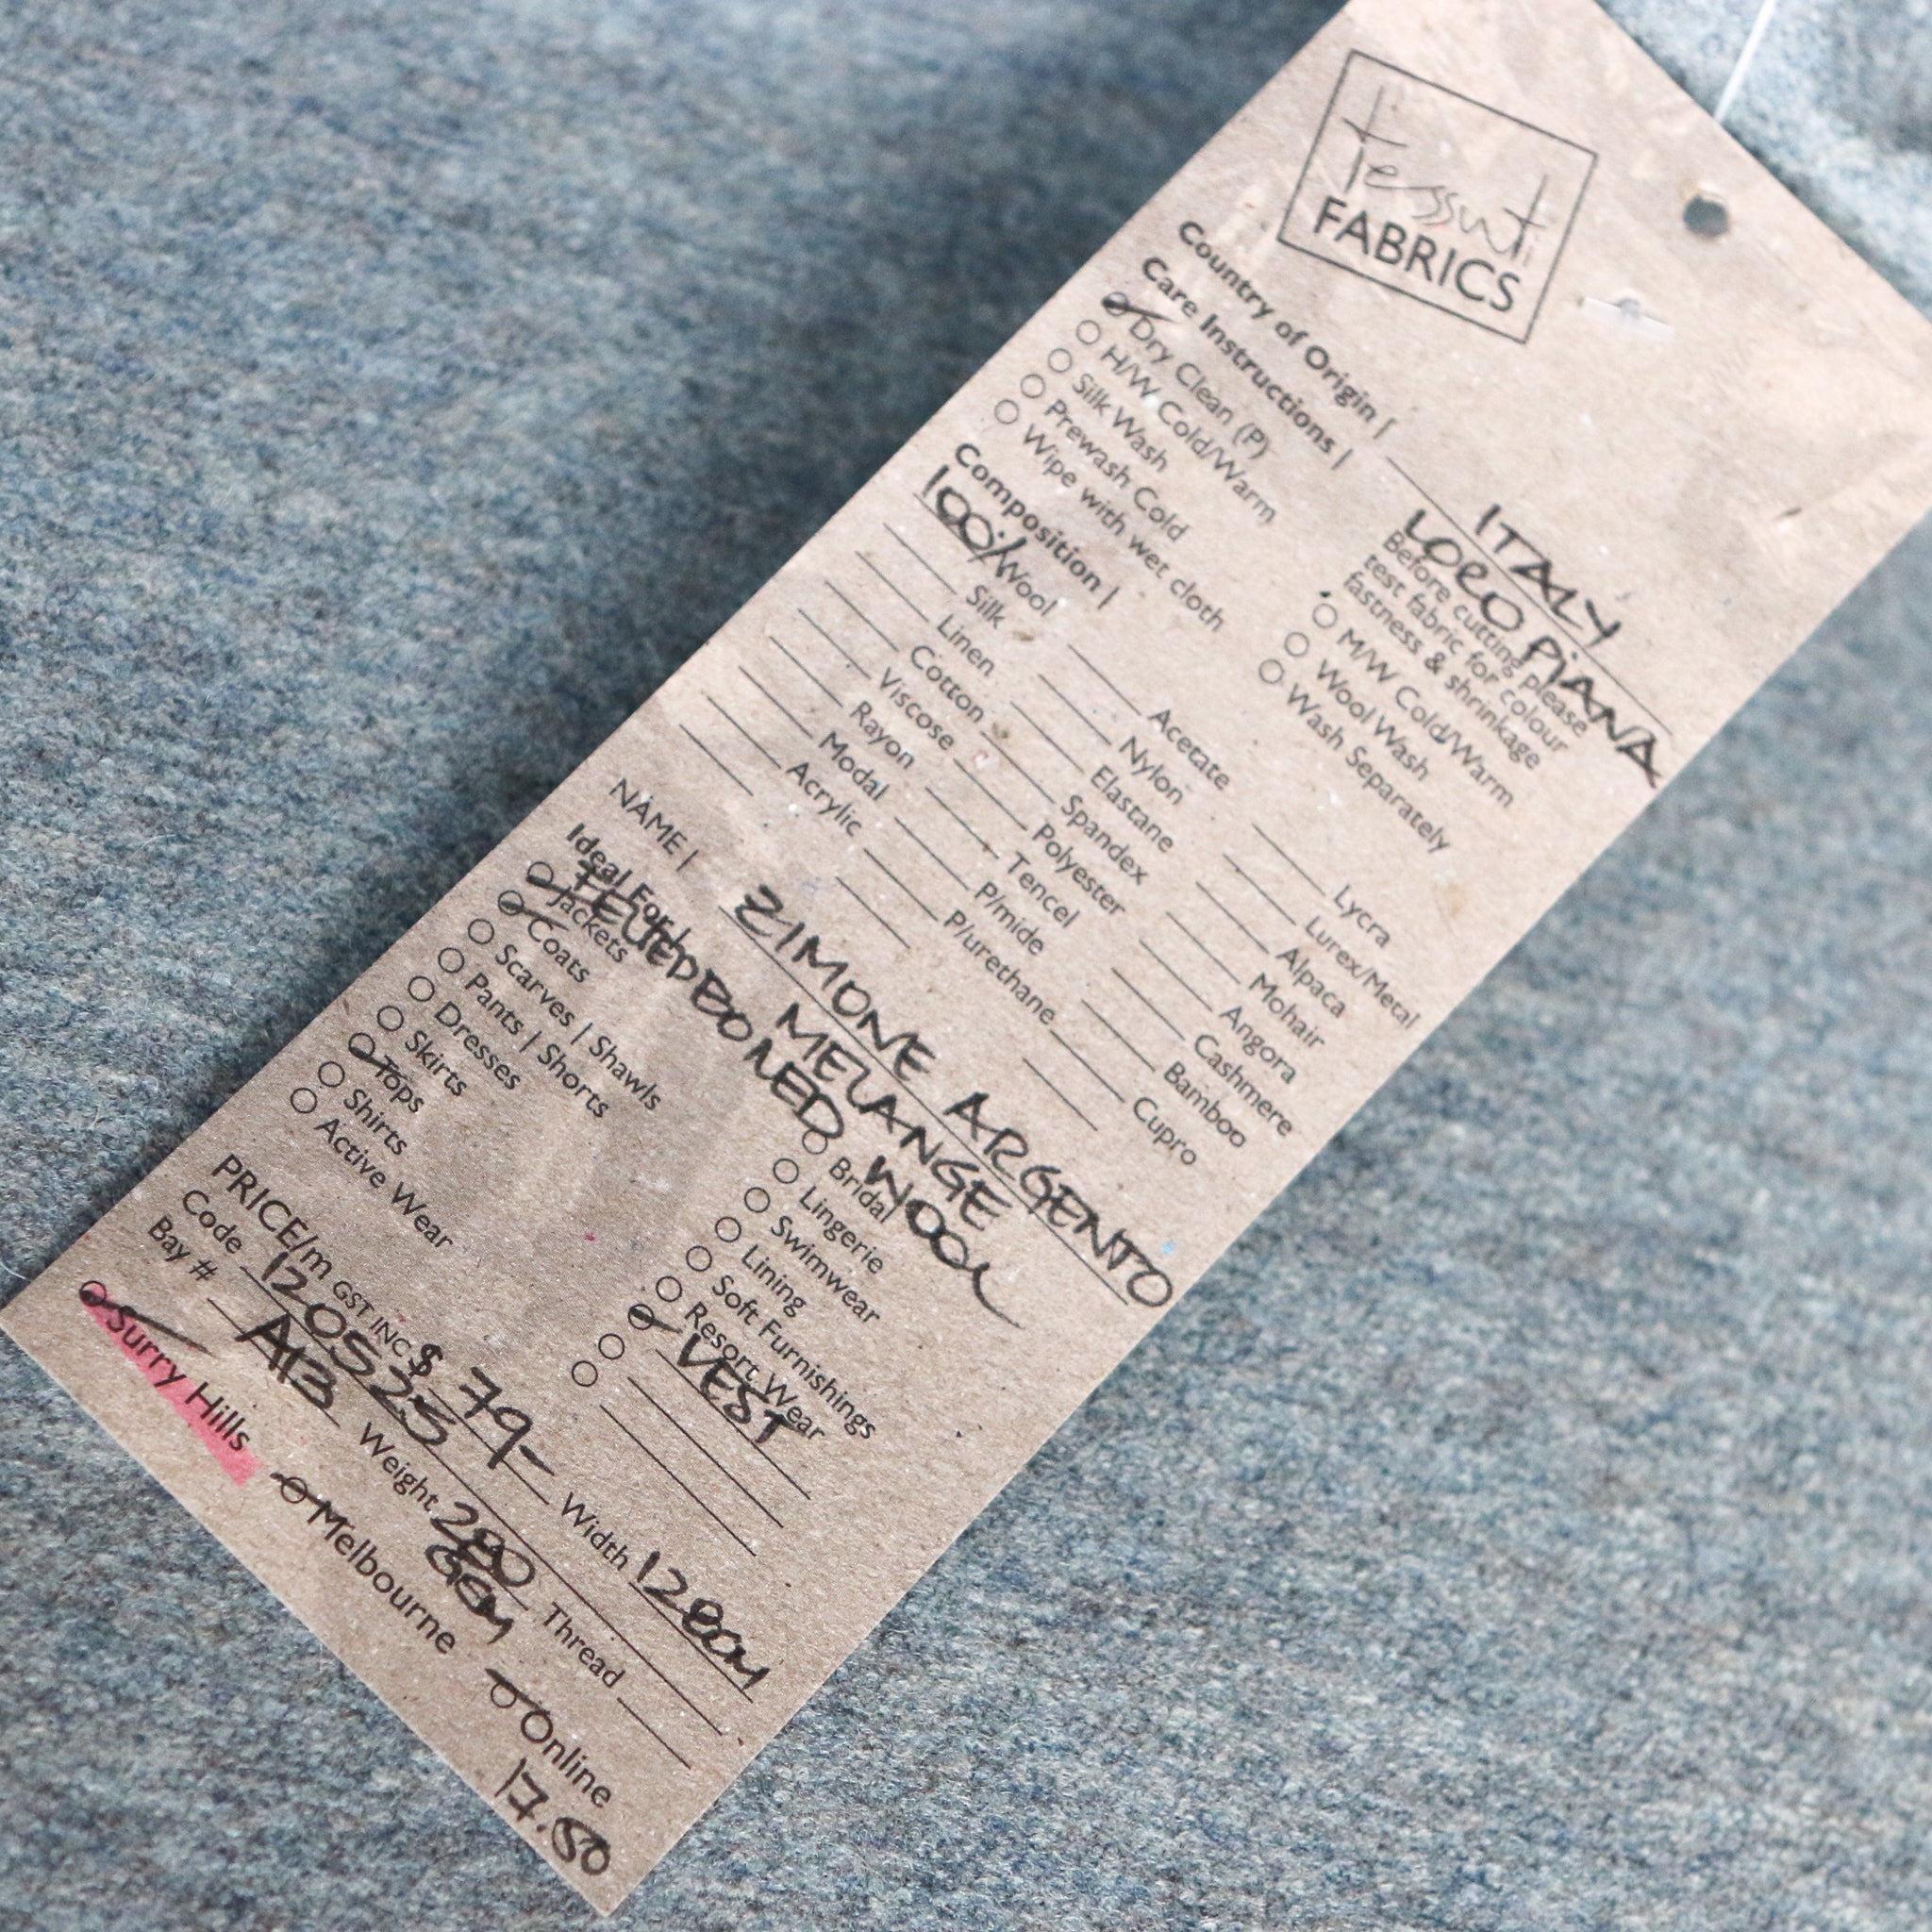 tessuti
FABRICS
Country of Origin | ITALY
LORO PIANA
Care Instructions |
Before cutting please
test fabric for colour
fastness & shrinkage
Dry Clean (P)
H/W Cold/Warm
Silk Wash
Prewash Cold
Wipe with wet cloth
M/W Cold/Warm
Wool Wash
Wash Separately
Composition |
100% Wool
Silk
Linen
Cotton
Viscose
Rayon
Modal
Acrylic
Acetate
Nylon
Elastane
Spandex
Polyester
Tencel
P/mide
P/urethane
Lycra
Lurex/Metal
Alpaca
Mohair
Angora
Cashmere
Bamboo
Cupro
NAME | ZIMONE ARGENTO
MELANGE
Ideal For |
WOOL
Jackets
Coats
Scarves | Shawls
Pants | Shorts
Dresses
Skirts
Tops
Shirts
Active Wear
Bridal
Lingerie
Swimwear
Lining
Soft Furnishings
Resort Wear
VEST
PRICE/m GST INC $ 79- Width 128cm
Code 120525
Bay # A13 Weight 280 GSM Thread
Surry Hills Melbourne Online
17.50